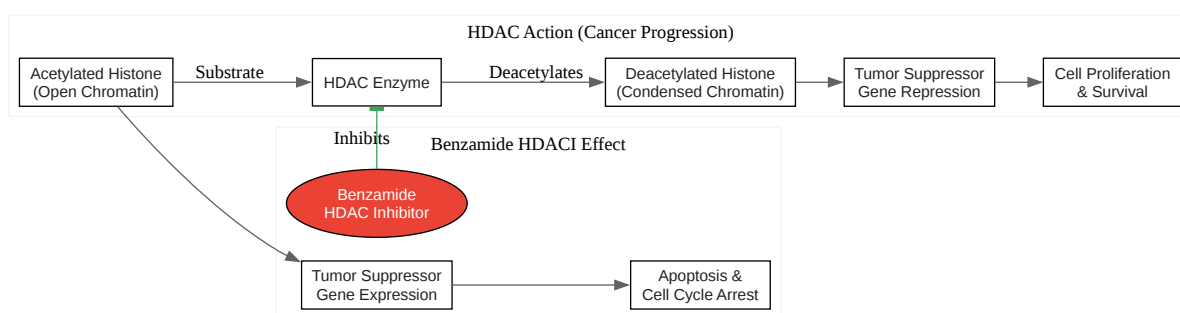 HDAC Action (Cancer Progression)
Acetylated Histone
(Open Chromatin)
Substrate
HDAC Enzyme
Deacetylates
Deacetylated Histone
(Condensed Chromatin)
Tumor Suppressor
Gene Repression
Cell Proliferation
& Survival
Inhibits
Benzamide HDACI Effect
Benzamide
HDAC Inhibitor
Tumor Suppressor
Gene Expression
Apoptosis &
Cell Cycle Arrest